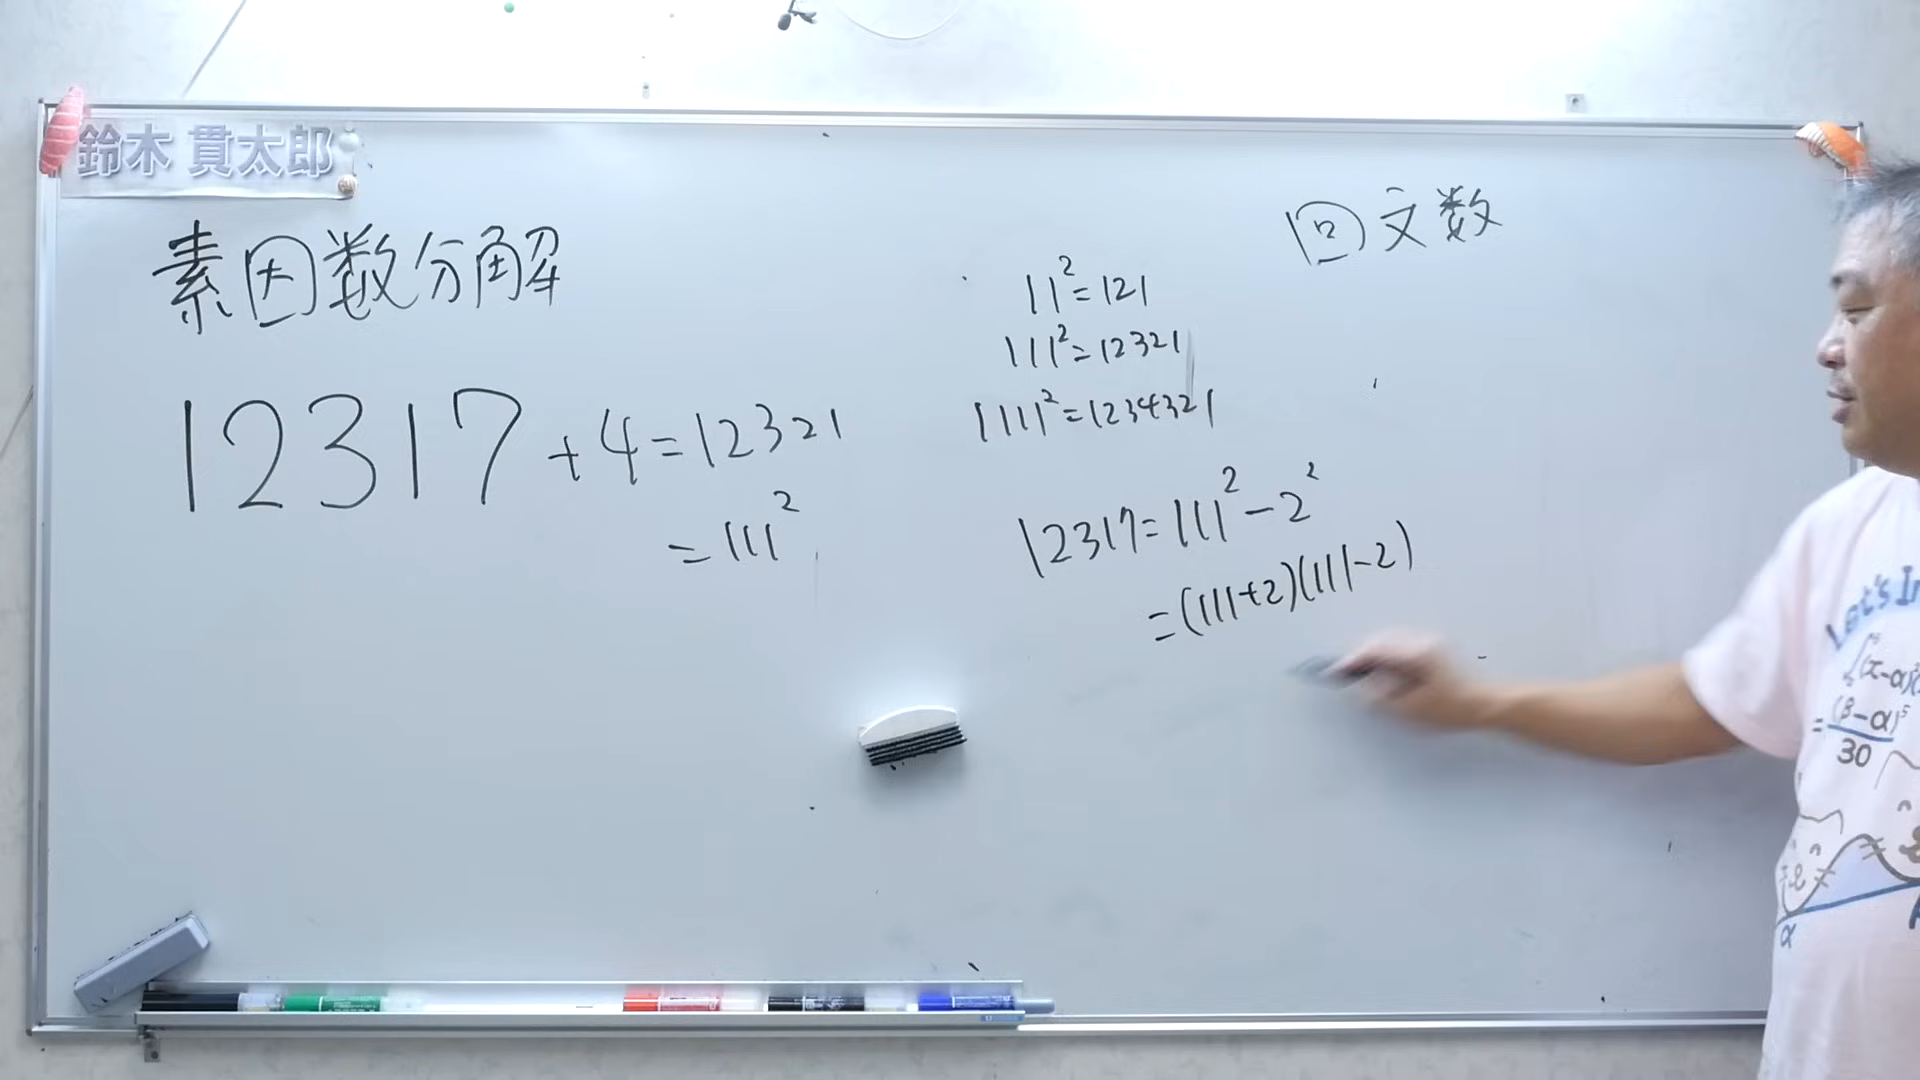 鈴木 貫太郎
素因数分解
12317+4=12321
=111²
回文数
11²=121
111²=12321
1111²=1234321
12317=111²-2²
=(111+2)(111-2)
Let's In
(β-α)⁵
30
α